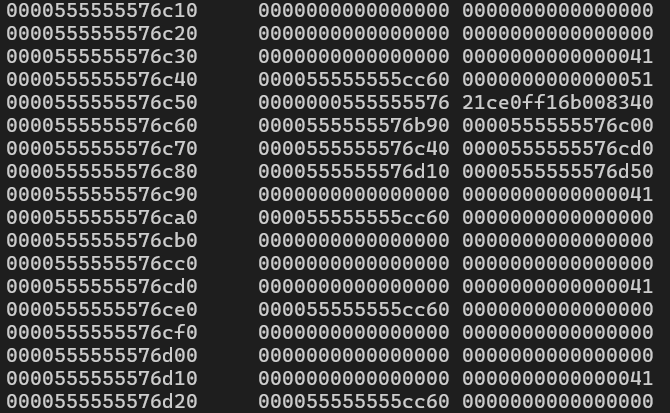 0000555555576c10 0000000000000000 0000000000000000
0000555555576c20 0000000000000000 0000000000000000
0000555555576c30 0000000000000000 0000000000000041
0000555555576c40 000055555555cc60 0000000000000051
0000555555576c50 0000000555555576 21ce0ff16b008340
0000555555576c60 0000555555576b90 0000555555576c00
0000555555576c70 0000555555576c40 0000555555576cd0
0000555555576c80 0000555555576d10 0000555555576d50
0000555555576c90 0000000000000000 0000000000000041
0000555555576ca0 000055555555cc60 0000000000000000
0000555555576cb0 0000000000000000 0000000000000000
0000555555576cc0 0000000000000000 0000000000000000
0000555555576cd0 0000000000000000 0000000000000041
0000555555576ce0 000055555555cc60 0000000000000000
0000555555576cf0 0000000000000000 0000000000000000
0000555555576d00 0000000000000000 0000000000000000
0000555555576d10 0000000000000000 0000000000000041
0000555555576d20 000055555555cc60 0000000000000000